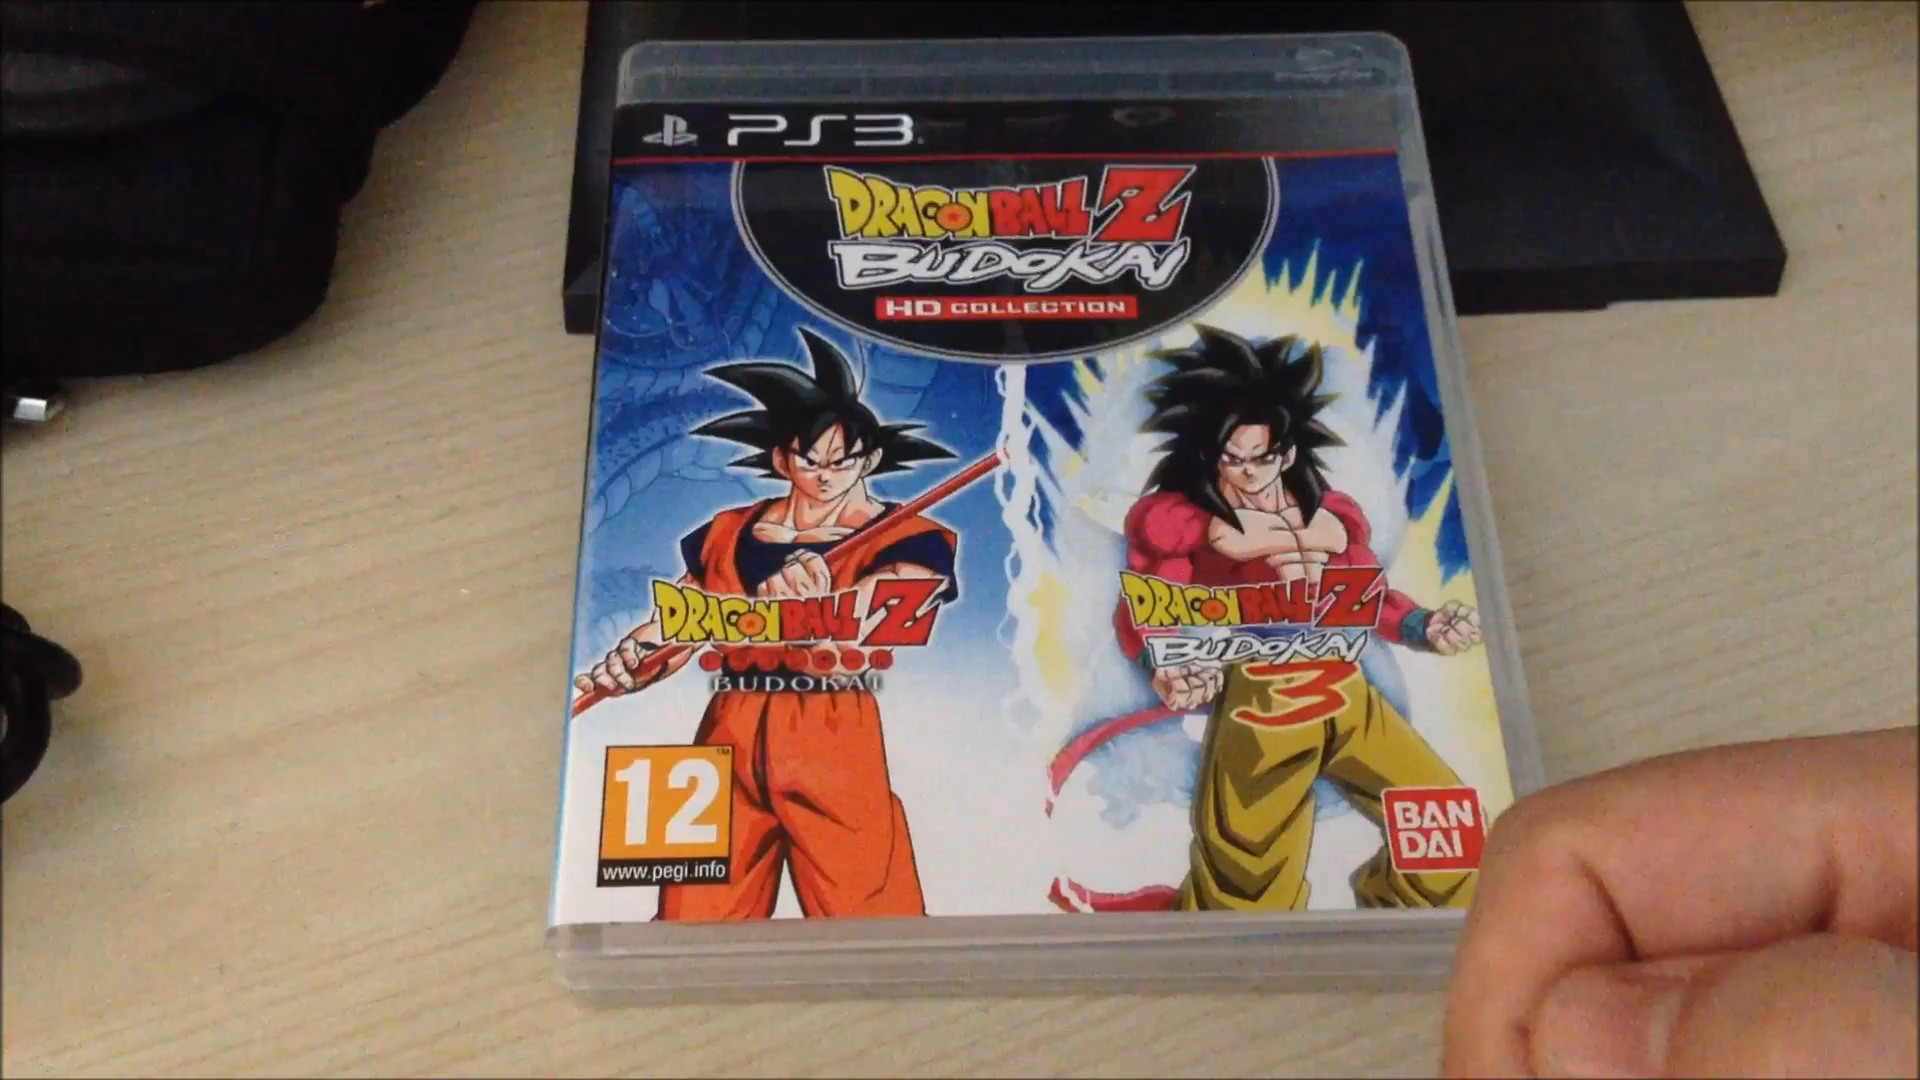 PS3
DRAGON BALL Z
BUDOKAI
HD COLLECTION
DRAGON BALL Z
BUDOKAI
DRAGON BALL Z
BUDOKAI
3
12
www.pegi.info
BAN
DAI